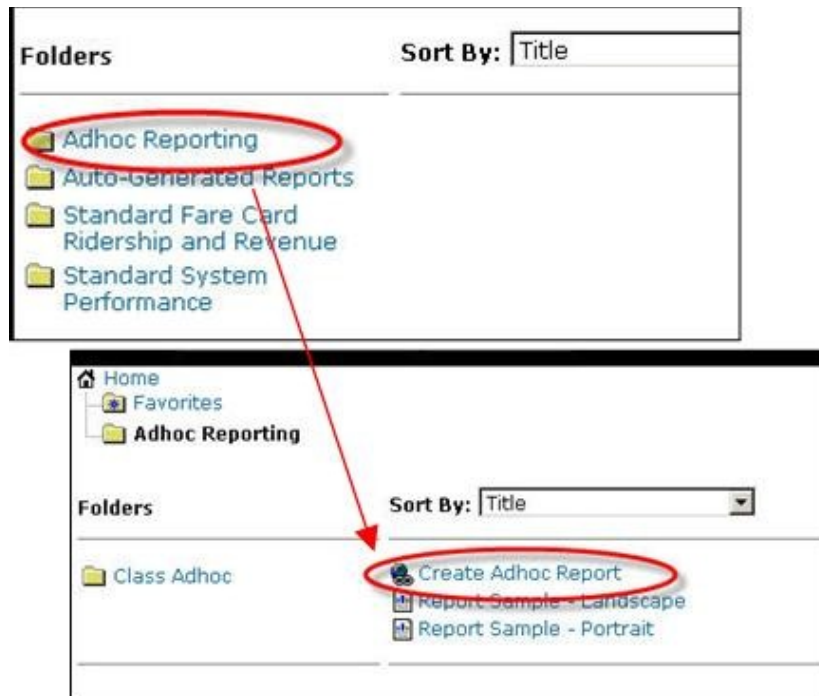 Folders
Sort By: Title
Adhoc Reporting
Auto-Generated Reports
Standard Fare Card
Ridership and Revenue
Standard System
Performance
Home
Favorites
Adhoc Reporting
Folders
Sort By: Title
Class Adhoc
Create Adhoc Report
Report Sample - Landscape
Report Sample - Portrait